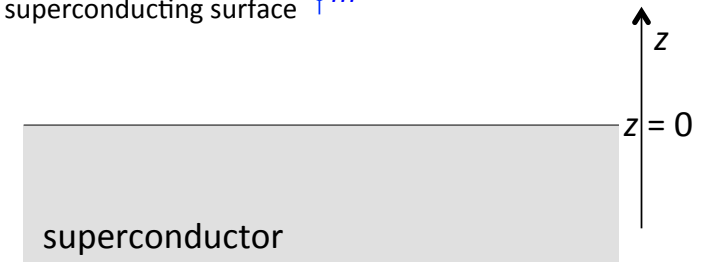 superconducting surface
z
z = 0
superconductor